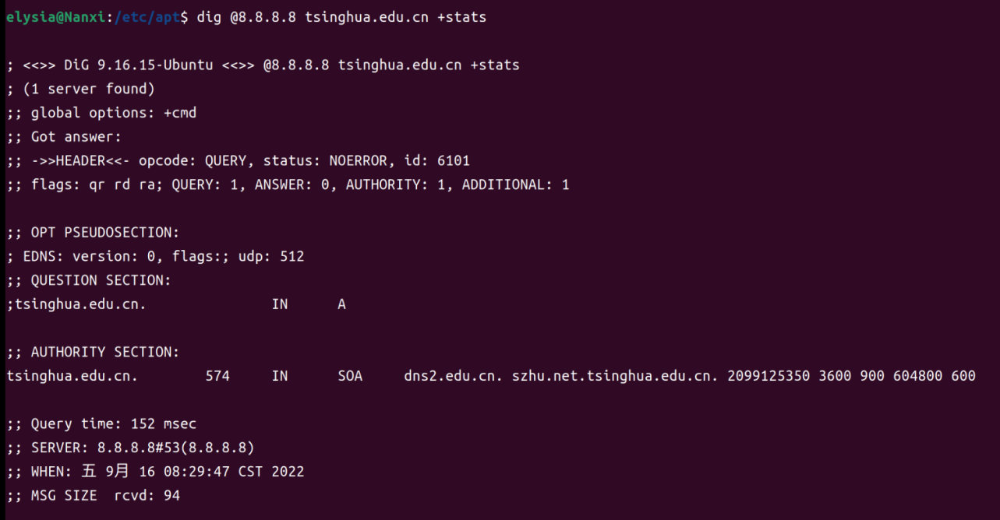 elysia@Nanxi:/etc/apt$ dig @8.8.8.8 tsinghua.edu.cn +stats
; <<>> DiG 9.16.15-Ubuntu <<>> @8.8.8.8 tsinghua.edu.cn +stats
; (1 server found)
;; global options: +cmd
;; Got answer:
;; ->>HEADER<<- opcode: QUERY, status: NOERROR, id: 6101
;; flags: qr rd ra; QUERY: 1, ANSWER: 0, AUTHORITY: 1, ADDITIONAL: 1
;; OPT PSEUDOSECTION:
; EDNS: version: 0, flags:; udp: 512
;; QUESTION SECTION:
;tsinghua.edu.cn. IN A
;; AUTHORITY SECTION:
tsinghua.edu.cn. 574 IN SOA dns2.edu.cn. szhu.net.tsinghua.edu.cn. 2099125350 3600 900 604800 600
;; Query time: 152 msec
;; SERVER: 8.8.8.8#53(8.8.8.8)
;; WHEN: 五 9月 16 08:29:47 CST 2022
;; MSG SIZE  rcvd: 94